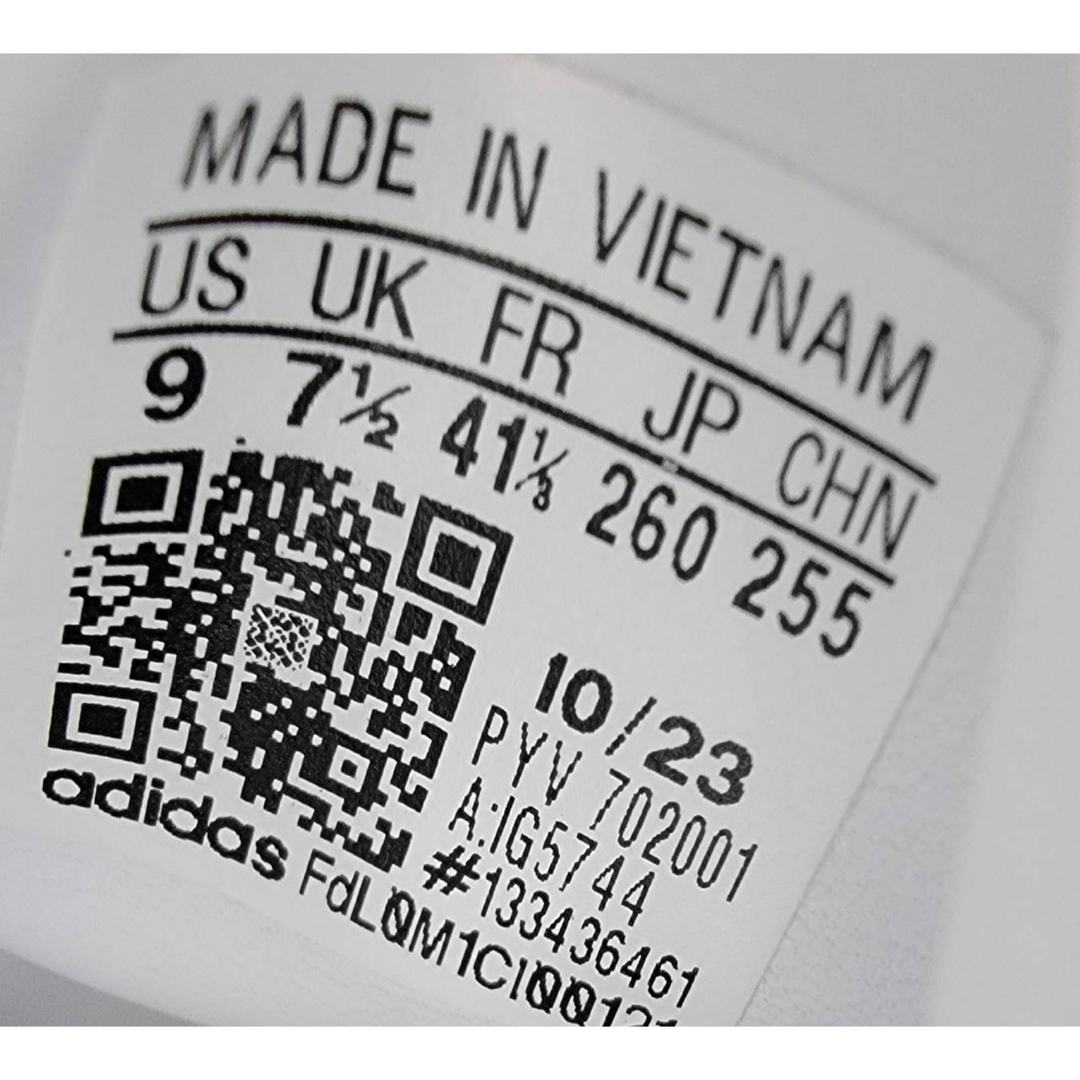 MADE IN VIETNAM
US UK FR JP CHN
9 7½ 41⅓ 260 255
10/23
PYV 702001
A:IG5744
#133436461
adidas